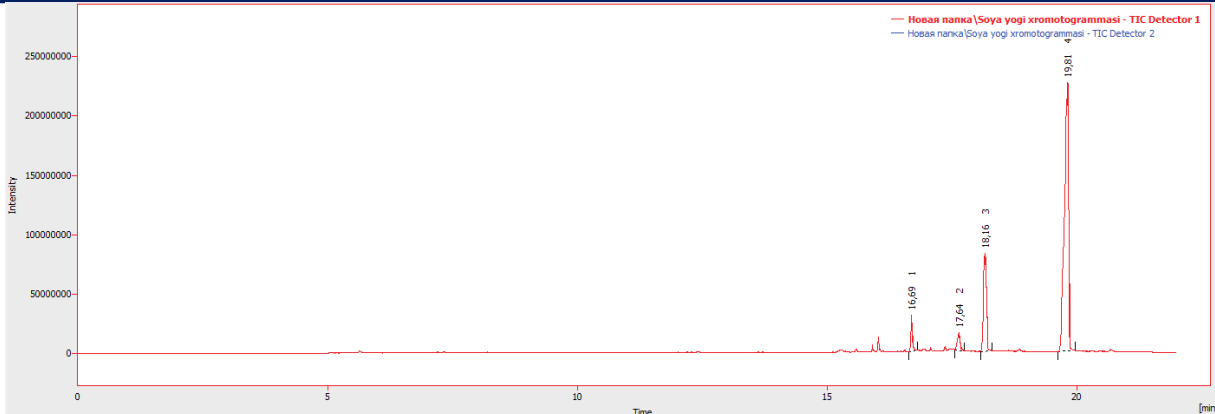 Новая папка\Soya yogi xromotogrammasi - TIC Detector 1
Новая папка\Soya yogi xromotogrammasi - TIC Detector 2
250000000
200000000
150000000
100000000
50000000
0
Intensity
16,69 1
17,64 2
18,16 3
19,81 4
0 5 10 15 20
Time
[min